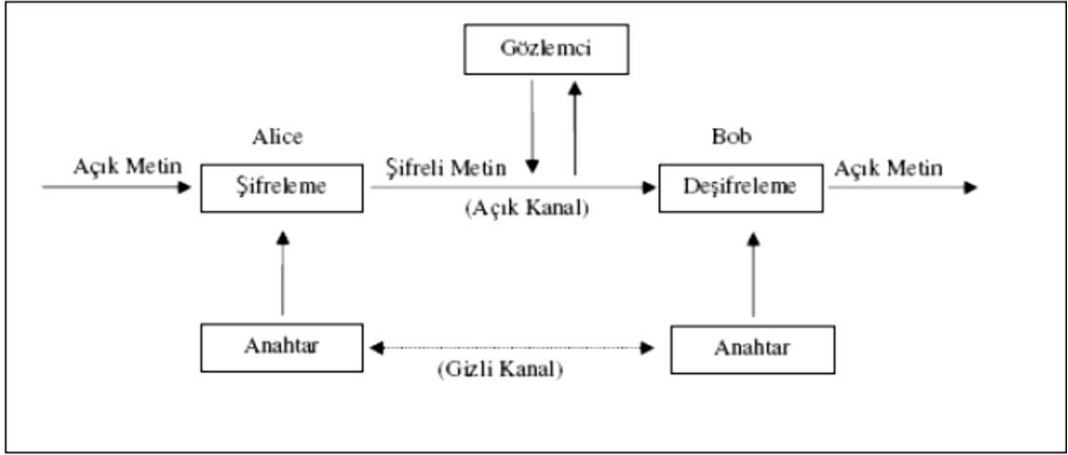 Gözlemci
Alice
Bob
Açık Metin
Şifreleme
Şifreli Metin
(Açık Kanal)
Deşifreleme
Açık Metin
Anahtar
(Gizli Kanal)
Anahtar